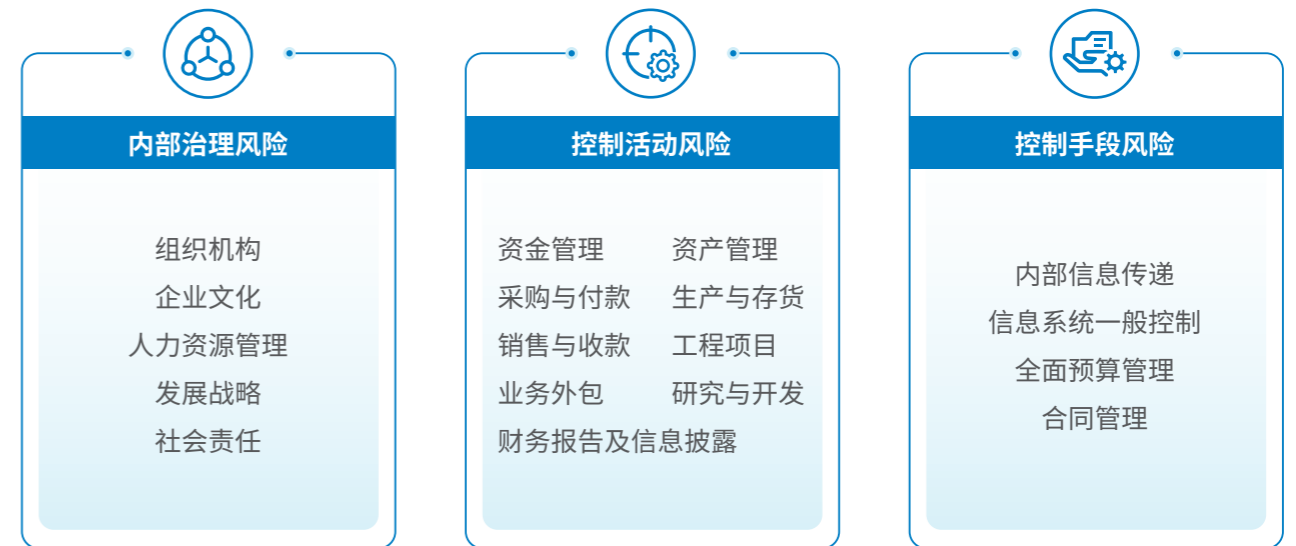 内部治理风险
组织机构
企业文化
人力资源管理
发展战略
社会责任
控制活动风险
资金管理 资产管理
采购与付款 生产与存货
销售与收款 工程项目
业务外包 研究与开发
财务报告及信息披露
控制手段风险
内部信息传递
信息系统一般控制
全面预算管理
合同管理